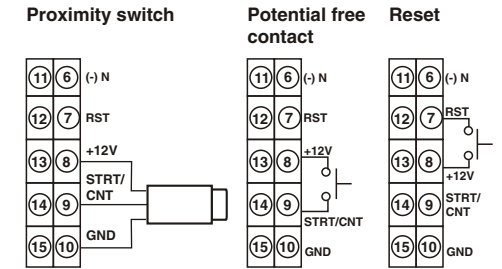 Proximity switch
11 6 (-) N
12 7 RST
13 8 +12V
STRT/
14 9 CNT
15 10 GND
Potential free
contact
11 6 (-) N
12 7 RST
13 8 +12V
14 9 STRT/CNT
15 10 GND
Reset
11 6 (-) N
12 7 RST
13 8 +12V
14 9 STRT/
CNT
15 10 GND